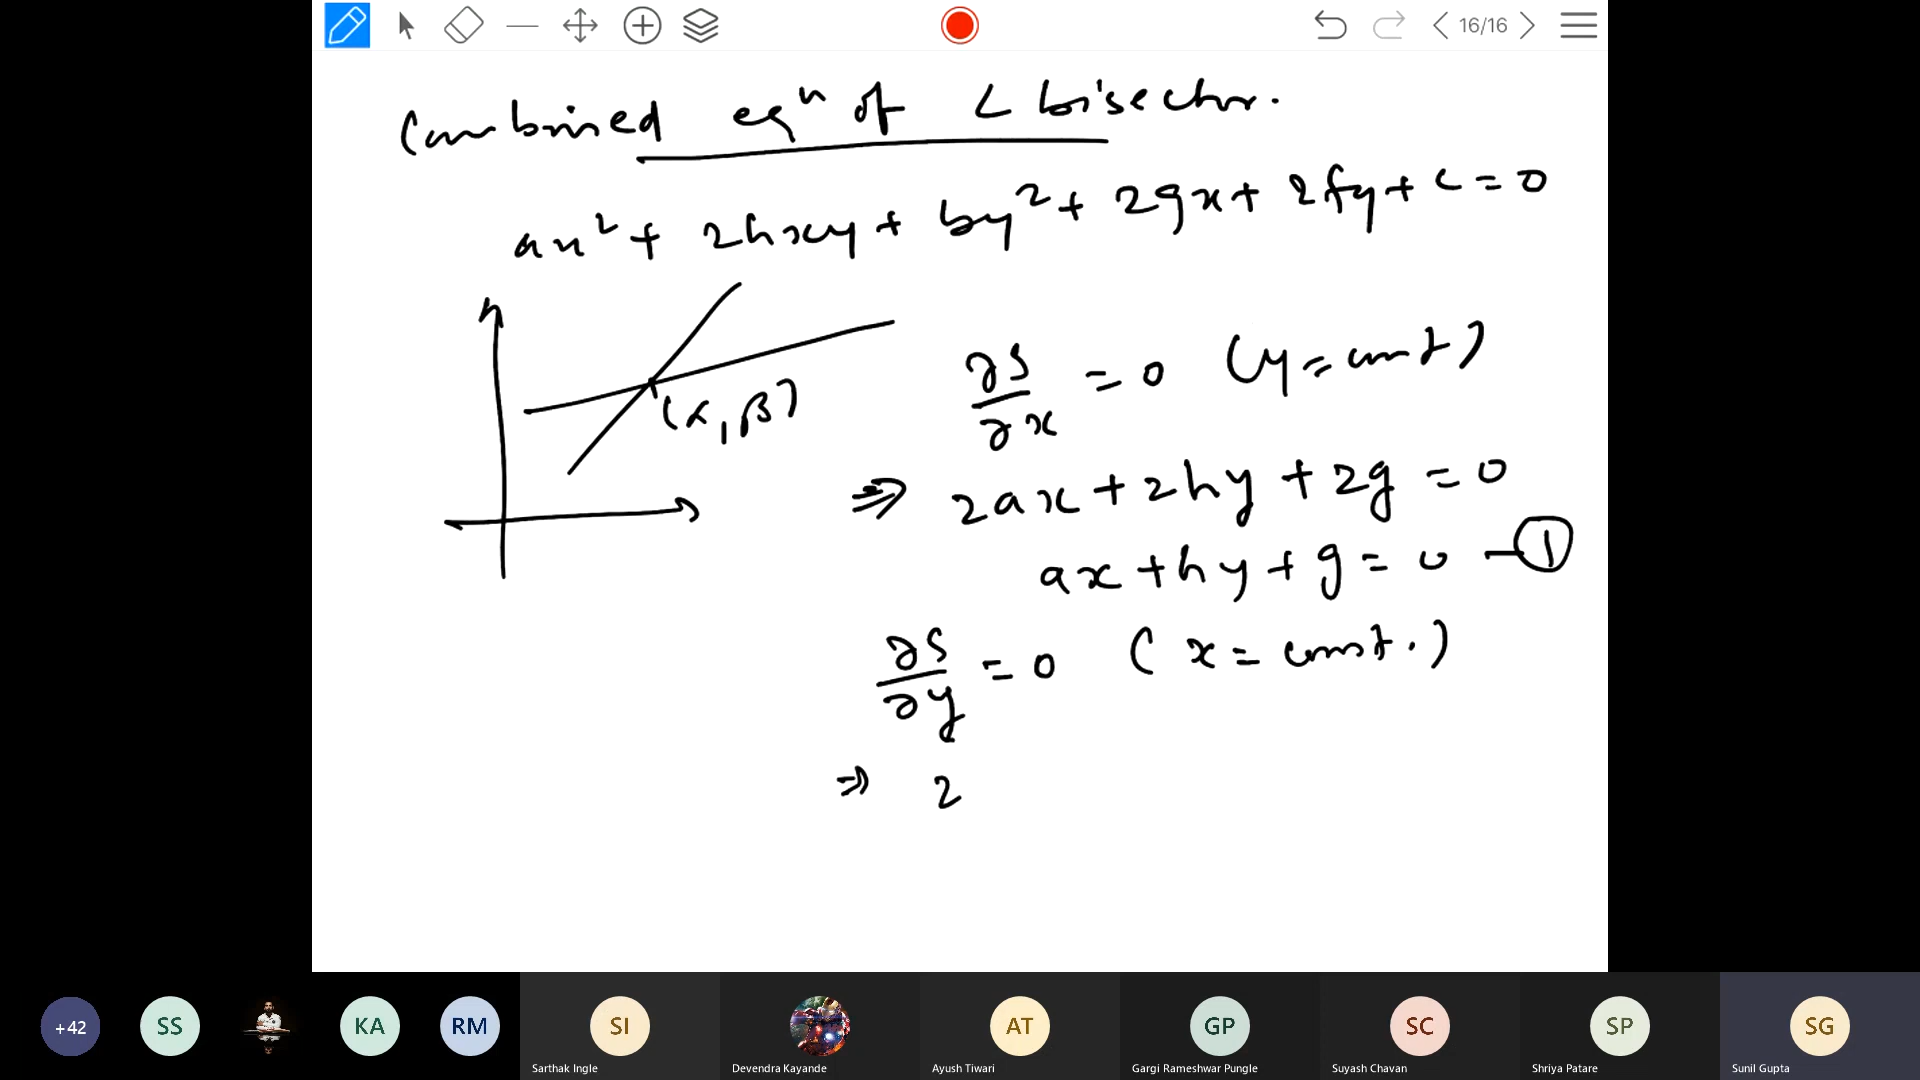 16/16
Combined eqⁿ of ∠ bisector.
ax² + 2hxy + by² + 2gx + 2fy + c = 0
(α, β)
∂S/∂x = 0 (y = const)
⇒ 2ax + 2hy + 2g = 0
ax + hy + g = 0 — ①
∂S/∂y = 0 (x = const.)
⇒ 2
+42 SS KA RM SI AT GP SC SP SG
Sarthak Ingle Devendra Kayande Ayush Tiwari Gargi Rameshwar Pungle Suyash Chavan Shriya Patare Sunil Gupta